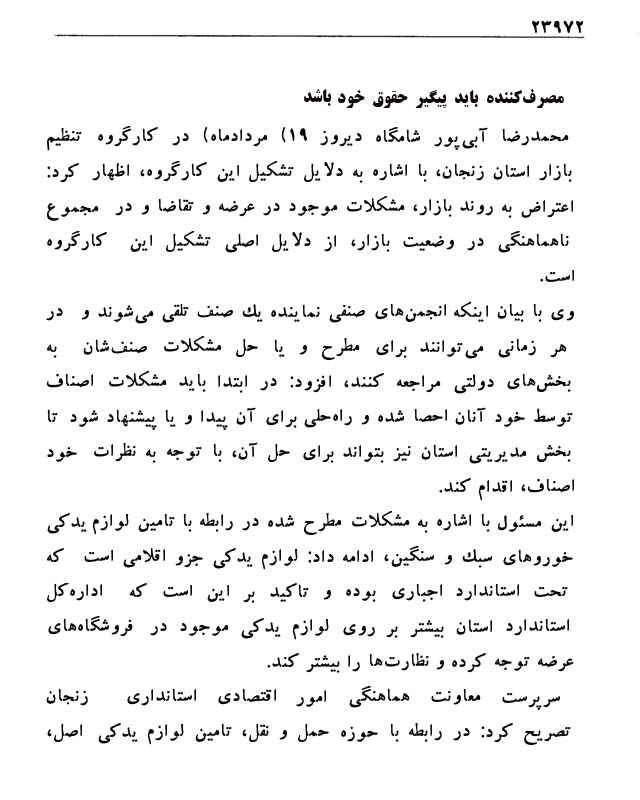 ۲۳۹۷۲
مصرف‌کننده باید پیگیر حقوق خود باشد
محمدرضا آبی‌پور شامگاه دیروز ۱۹) مردادماه) در کارگروه تنظیم
بازار استان زنجان، با اشاره به دلایل تشکیل این کارگروه، اظهار کرد:
اعتراض به روند بازار، مشکلات موجود در عرضه و تقاضا و در مجموع
ناهماهنگی در وضعیت بازار، از دلایل اصلی تشکیل این کارگروه
است.
وی با بیان اینکه انجمن‌های صنفی نماینده یك صنف تلقی می‌شوند و در
هر زمانی می‌توانند برای مطرح و یا حل مشکلات صنف‌شان به
بخش‌های دولتی مراجعه کنند، افزود: در ابتدا باید مشکلات اصناف
توسط خود آنان احصا شده و راه‌حلی برای آن پیدا و یا پیشنهاد شود تا
بخش مدیریتی استان نیز بتواند برای حل آن، با توجه به نظرات خود
اصناف، اقدام کند.
این مسئول با اشاره به مشکلات مطرح شده در رابطه با تامین لوازم یدکی
خوروهای سبك و سنگین، ادامه داد: لوازم یدکی جزو اقلامی است که
تحت استاندارد اجباری بوده و تاکید بر این است که اداره‌کل
استاندارد استان بیشتر بر روی لوازم یدکی موجود در فروشگاه‌های
عرضه توجه کرده و نظارت‌ها را بیشتر کند.
سرپرست معاونت هماهنگی امور اقتصادی استانداری زنجان
تصریح کرد: در رابطه با حوزه حمل و نقل، تامین لوازم یدکی اصل،